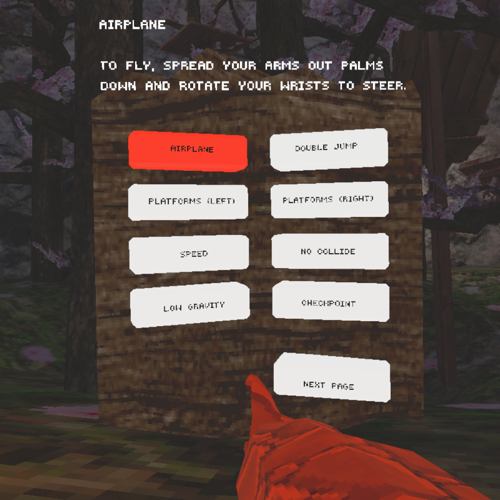 AIRPLANE
TO FLY, SPREAD YOUR ARMS OUT PALMS
DOWN AND ROTATE YOUR WRISTS TO STEER.
AIRPLANE
DOUBLE JUMP
PLATFORMS (LEFT)
PLATFORMS (RIGHT)
SPEED
NO COLLIDE
LOW GRAVITY
CHECKPOINT
NEXT PAGE